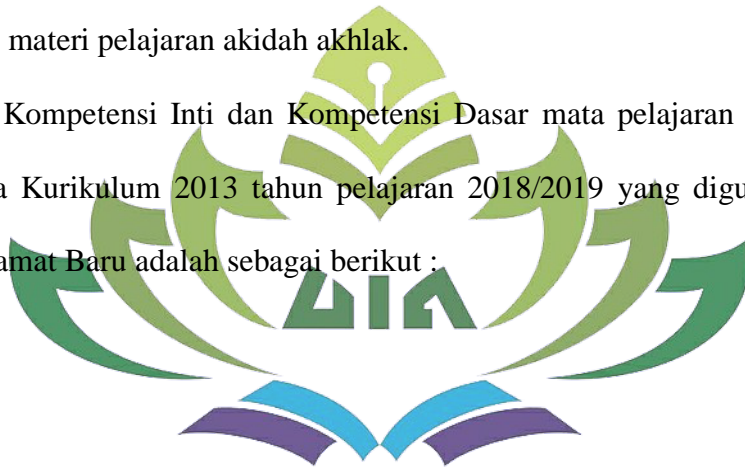 materi pelajaran akidah akhlak.
Kompetensi Inti dan Kompetensi Dasar mata pelajaran
a Kurikulum 2013 tahun pelajaran 2018/2019 yang digu
amat Baru adalah sebagai berikut :
UIN